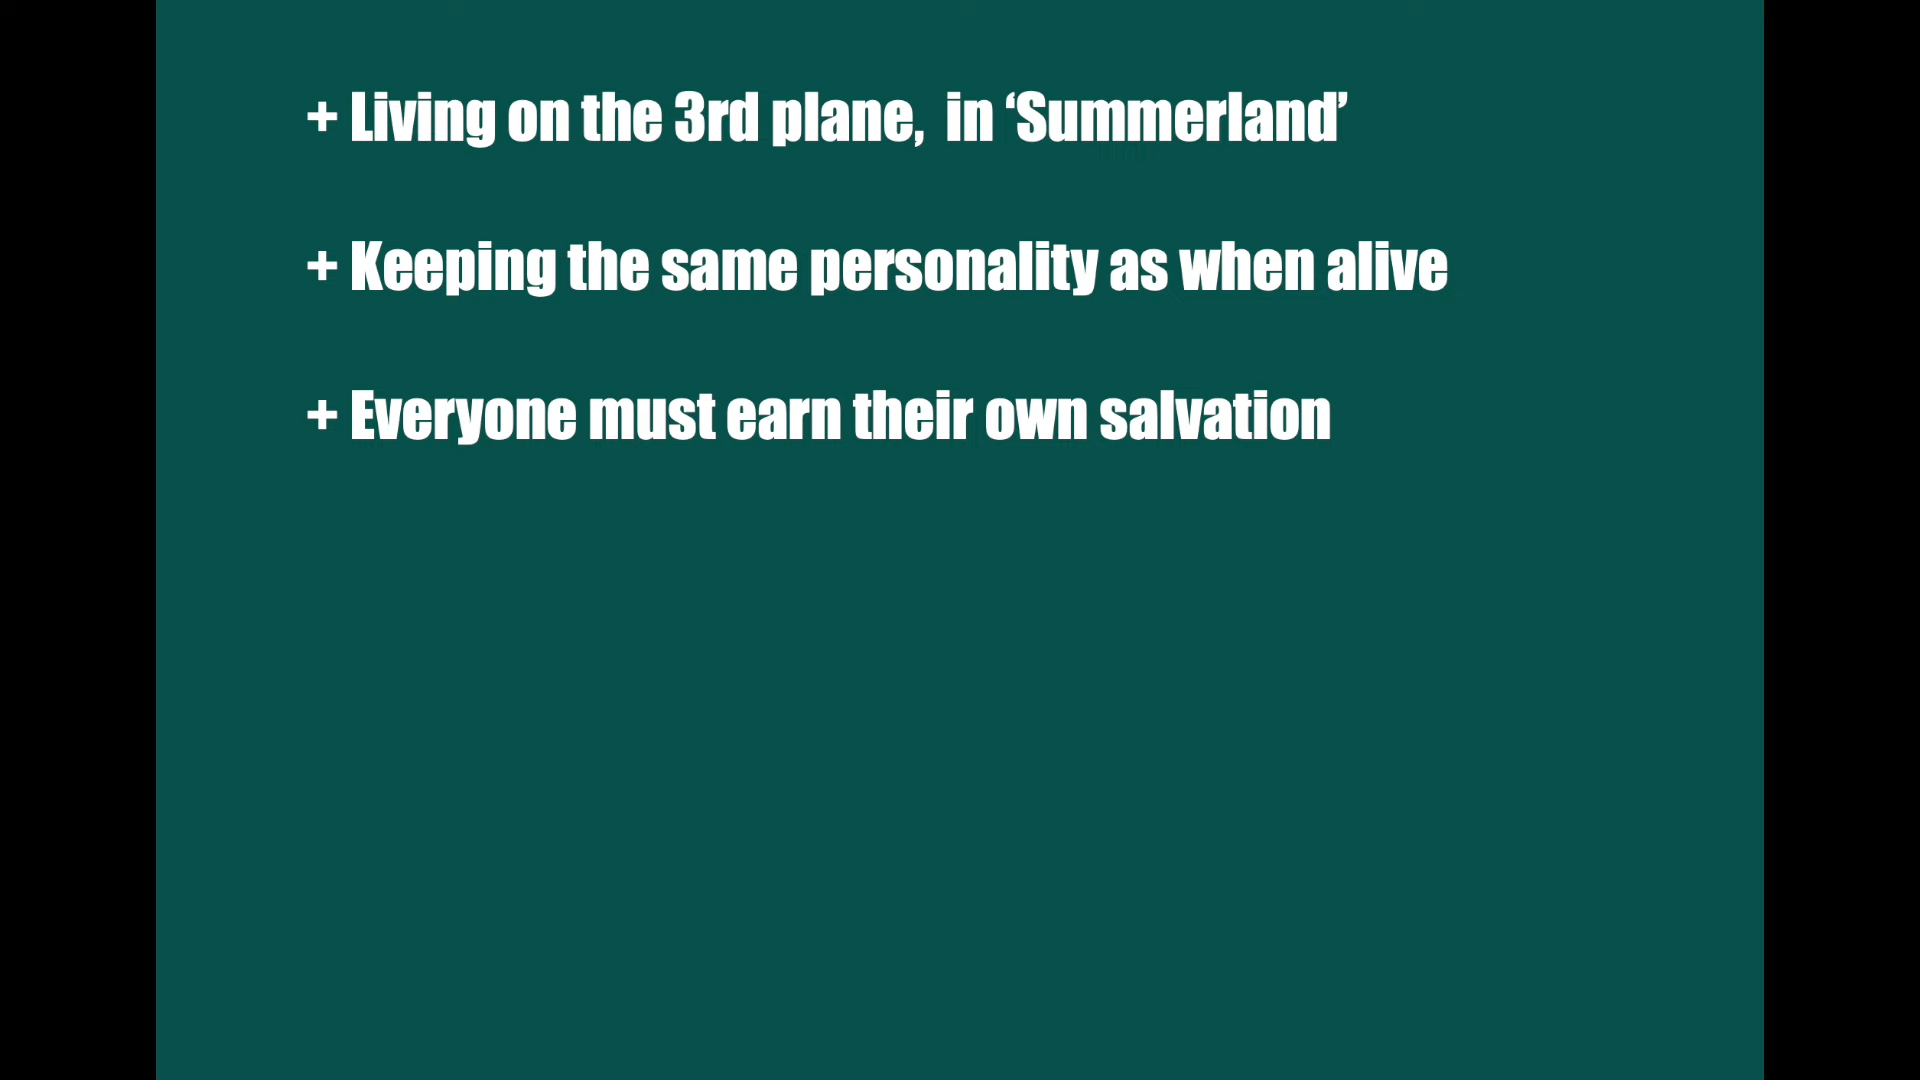 + Living on the 3rd plane,  in ‘Summerland’
+ Keeping the same personality as when alive
+ Everyone must earn their own salvation